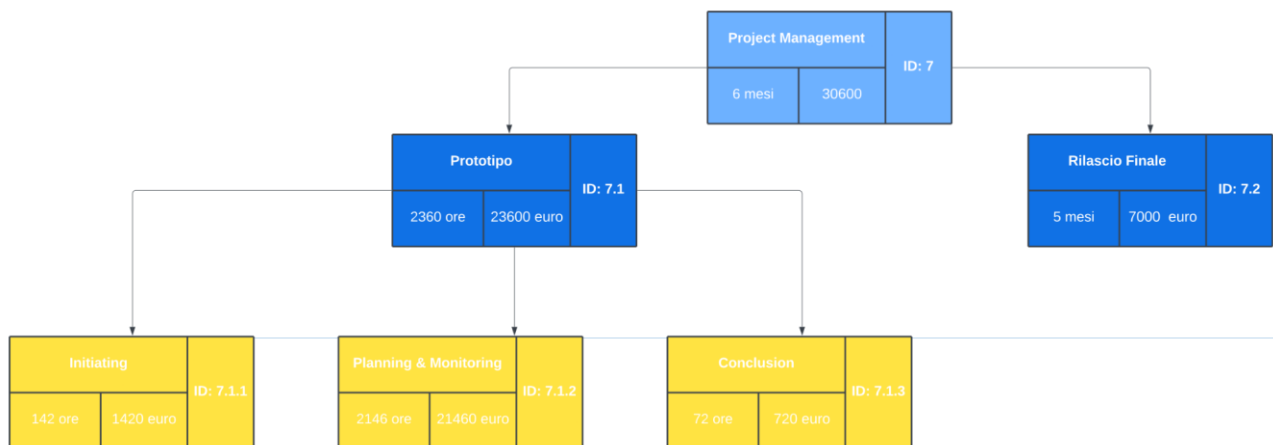 Project Management
ID: 7
6 mesi
30600
Prototipo
ID: 7.1
2360 ore
23600 euro
Rilascio Finale
ID: 7.2
5 mesi
7000 euro
Initiating
ID: 7.1.1
142 ore
1420 euro
Planning & Monitoring
ID: 7.1.2
2146 ore
21460 euro
Conclusion
ID: 7.1.3
72 ore
720 euro